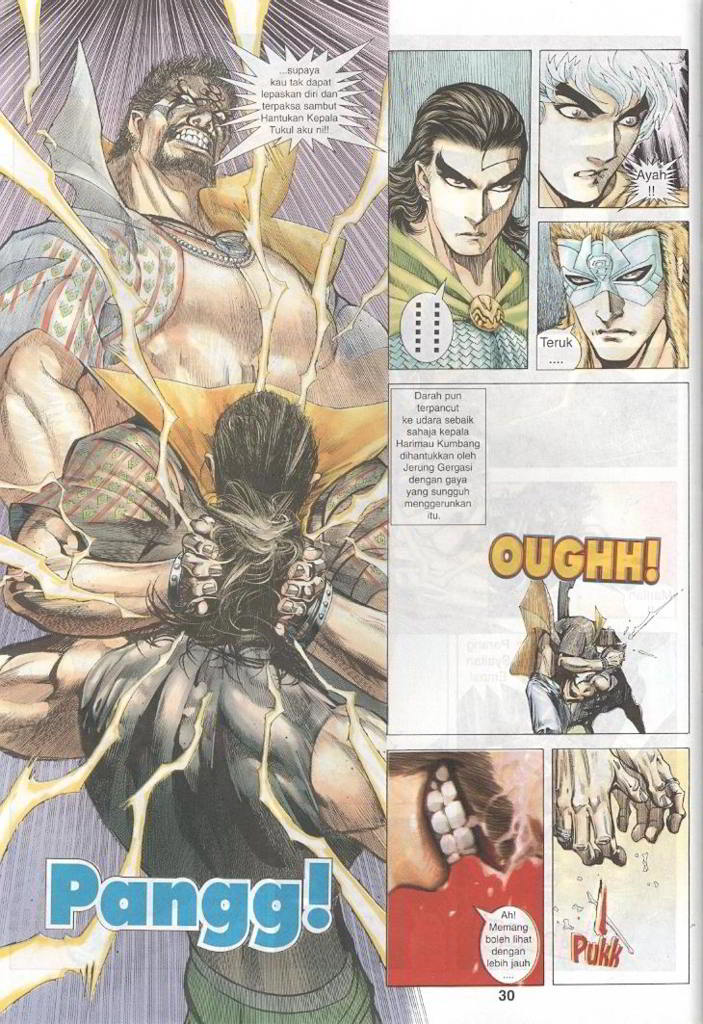 ...supaya
kau tak dapat
lepaskan diri dan
terpaksa sambut
Hantukan Kepala
Tukul aku ni!!
Ayah
!!
Teruk
....
Darah pun
terpancut
ke udara sebaik
sahaja kepala
Harimau Kumbang
dihantukkan oleh
Jerung Gergasi
dengan gaya
yang sungguh
menggerunkan
itu.
OUGHH!
Pangg!
Ah!
Memang
boleh lihat
dengan
lebih jauh
....
Pukk
30